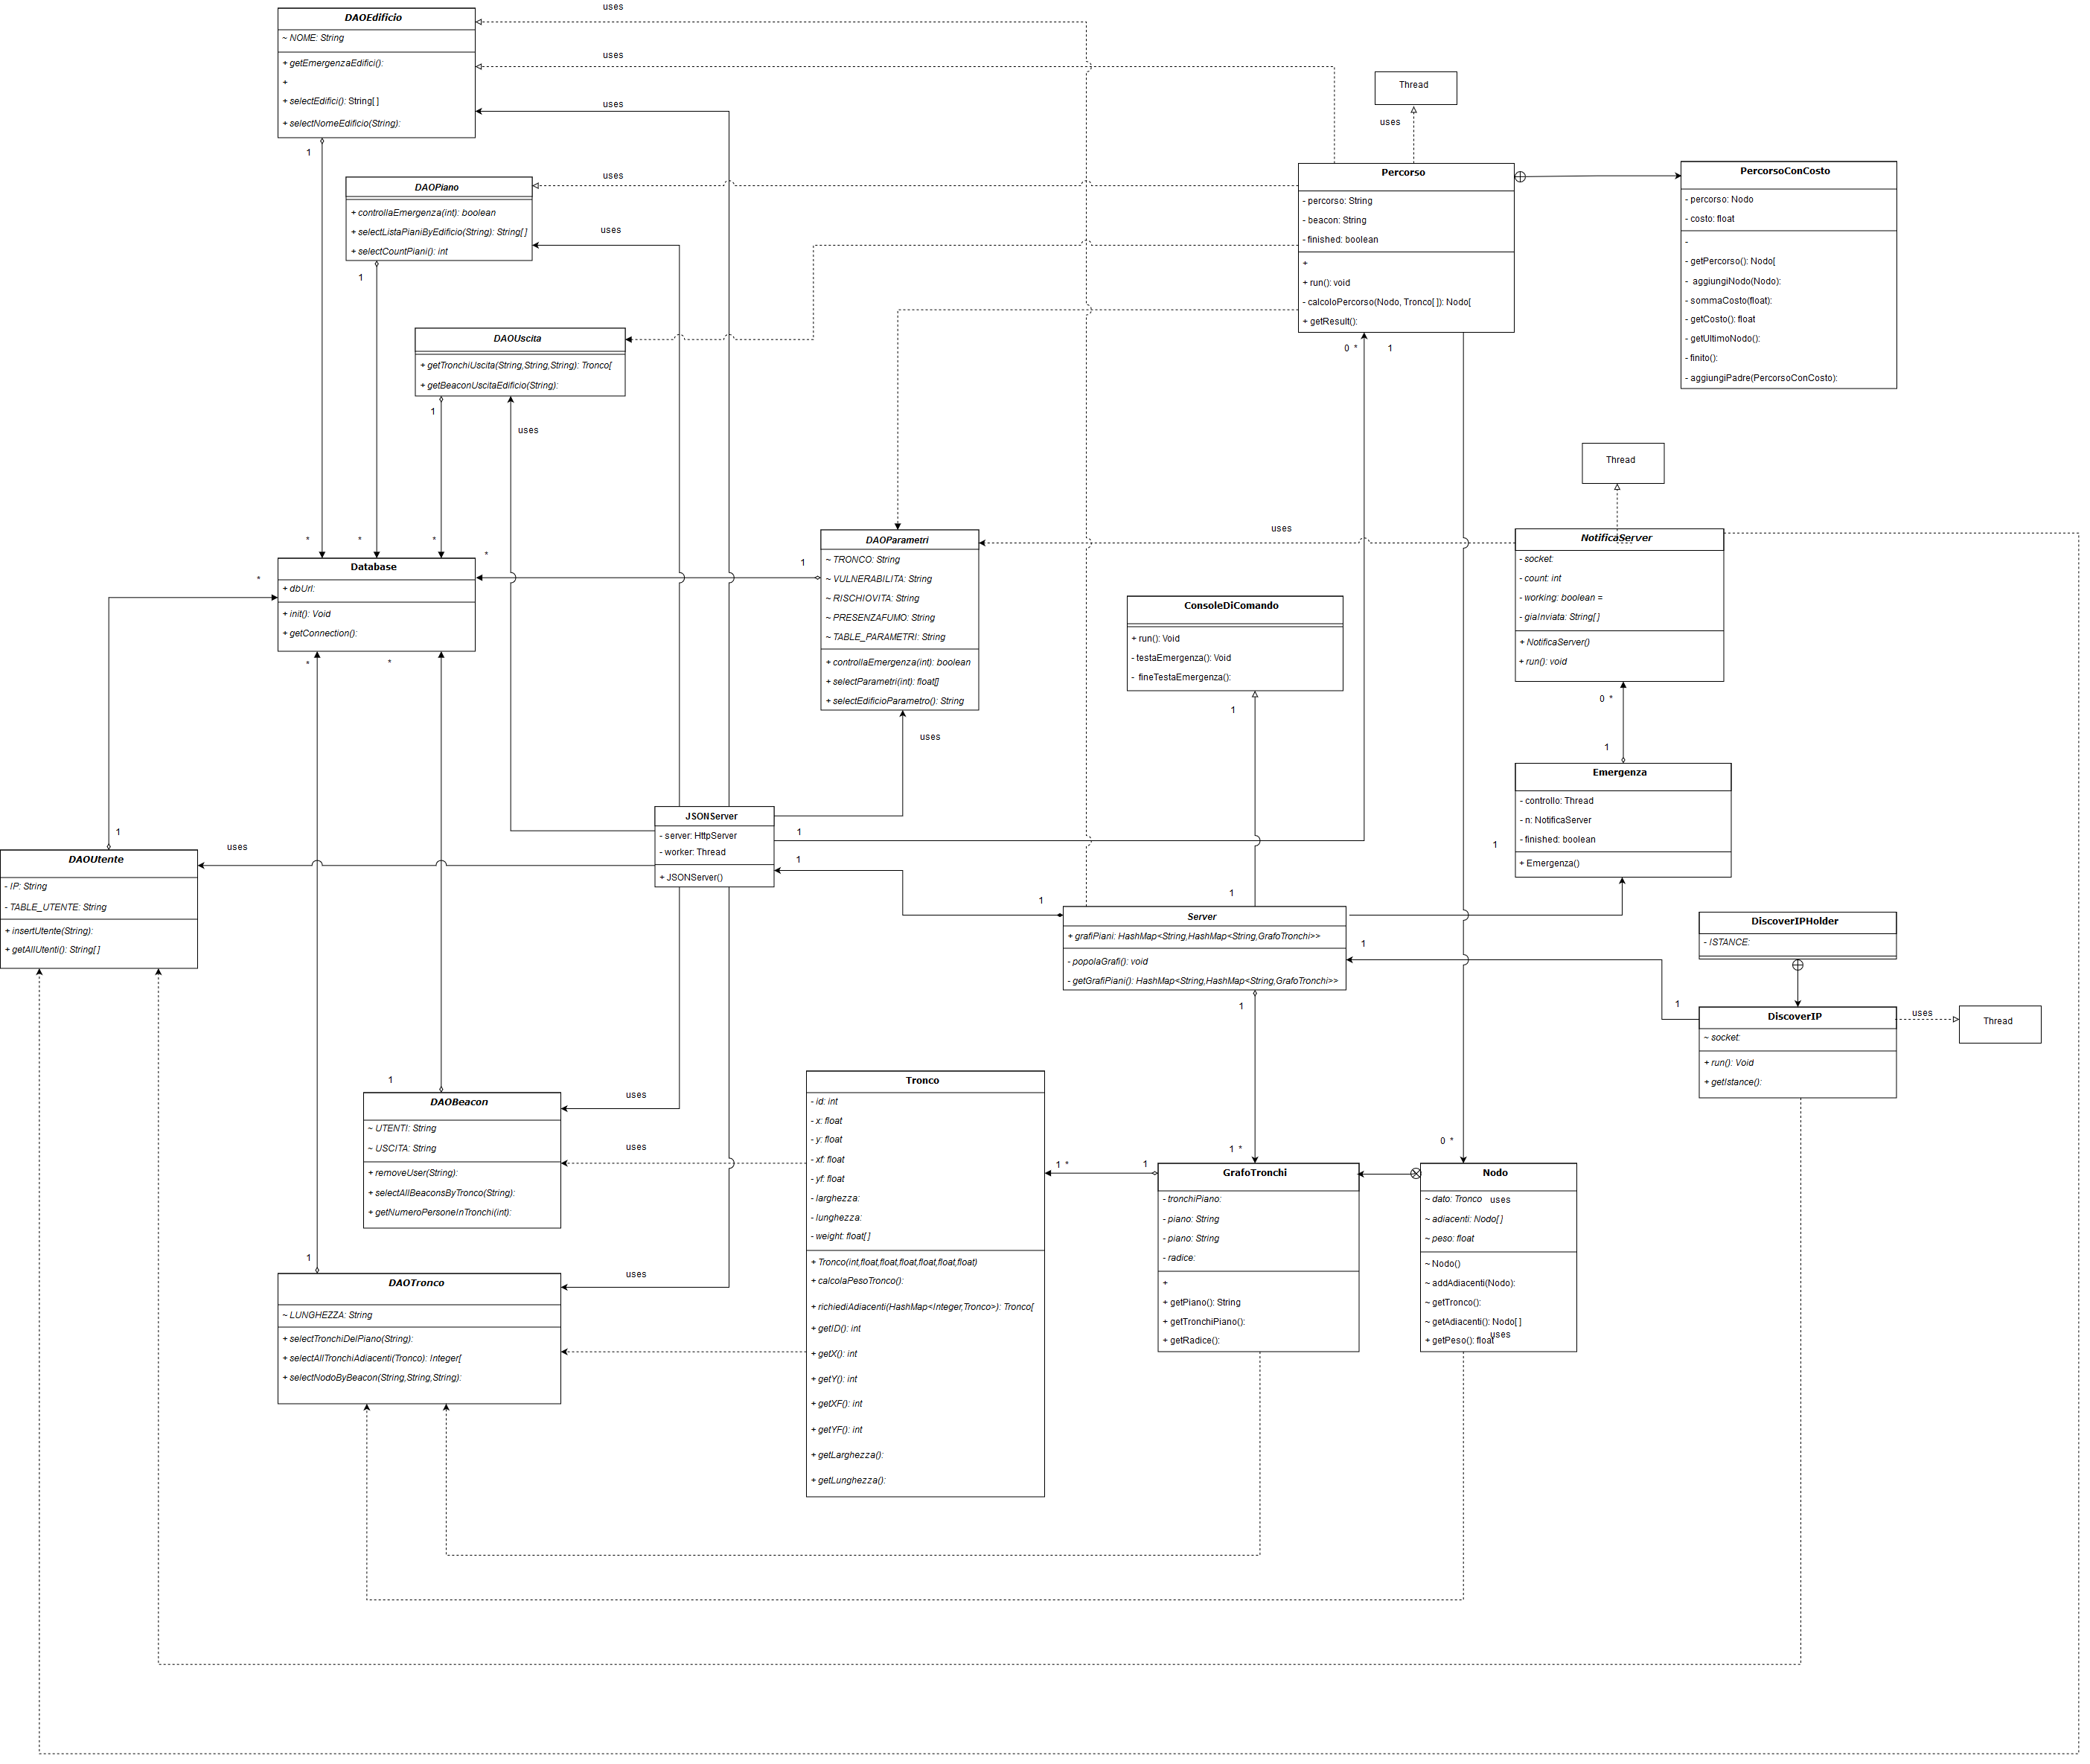 uses
DAOEdificio
~ NOME: String
+ getEmergenzaEdifici():
+
+ selectEdifici(): String[ ]
+ selectNomeEdificio(String):
uses
uses
1
DAOPiano
+ controllaEmergenza(int): boolean
+ selectListaPianiByEdificio(String): String[ ]
+ selectCountPiani(): int
uses
uses
1
DAOUscita
+ getTronchiUscita(String,String,String): Tronco[
+ getBeaconUscitaEdificio(String):
1
uses
Thread
uses
Percorso
- percorso: String
- beacon: String
- finished: boolean
+
+ run(): void
- calcoloPercorso(Nodo, Tronco[ ]): Nodo[
+ getResult():
0 *
1
PercorsoConCosto
- percorso: Nodo
- costo: float
-
- getPercorso(): Nodo[
- aggiungiNodo(Nodo):
- sommaCosto(float):
- getCosto(): float
- getUltimoNodo():
- finito():
- aggiungiPadre(PercorsoConCosto):
Thread
*
*
*
*
*
Database
+ dbUrl:
+ init(): Void
+ getConnection():
*
*
1
DAOParametri
~ TRONCO: String
~ VULNERABILITA: String
~ RISCHIOVITA: String
~ PRESENZAFUMO: String
~ TABLE_PARAMETRI: String
+ controllaEmergenza(int): boolean
+ selectParametri(int): float[]
+ selectEdificioParametro(): String
uses
uses
NotificaServer
- socket:
- count: int
- working: boolean =
- giaInviata: String[ ]
+ NotificaServer()
+ run(): void
0 *
ConsoleDiComando
+ run(): Void
- testaEmergenza(): Void
- fineTestaEmergenza():
1
1
Emergenza
- controllo: Thread
- n: NotificaServer
- finished: boolean
+ Emergenza()
1
JSONServer
- server: HttpServer
- worker: Thread
+ JSONServer()
1
1
1
uses
DAOUtente
- IP: String
- TABLE_UTENTE: String
+ insertUtente(String):
+ getAllUtenti(): String[ ]
1
1
Server
+ grafiPiani: HashMap<String,HashMap<String,GrafoTronchi>>
- popolaGrafi(): void
- getGrafiPiani(): HashMap<String,HashMap<String,GrafoTronchi>>
1
1
1
DiscoverIPHolder
- ISTANCE:
DiscoverIP
~ socket:
+ run(): Void
+ getIstance():
uses
Thread
1
DAOBeacon
~ UTENTI: String
~ USCITA: String
+ removeUser(String):
+ selectAllBeaconsByTronco(String):
+ getNumeroPersoneInTronchi(int):
uses
uses
Tronco
- id: int
- x: float
- y: float
- xf: float
- yf: float
- larghezza:
- lunghezza:
- weight: float[ ]
+ Tronco(int,float,float,float,float,float,float)
+ calcolaPesoTronco():
+ richiediAdiacenti(HashMap<Integer,Tronco>): Tronco[
+ getID(): int
+ getX(): int
+ getY(): int
+ getXF(): int
+ getYF(): int
+ getLarghezza():
+ getLunghezza():
1 *
1
1 *
GrafoTronchi
- tronchiPiano:
- piano: String
- piano: String
- radice:
+
+ getPiano(): String
+ getTronchiPiano():
+ getRadice():
0 *
Nodo
~ dato: Tronco
uses
~ adiacenti: Nodo[ ]
~ peso: float
~ Nodo()
~ addAdiacenti(Nodo):
~ getTronco():
~ getAdiacenti(): Nodo[ ]
+ getPeso(): float
uses
1
DAOTronco
~ LUNGHEZZA: String
+ selectTronchiDelPiano(String):
+ selectAllTronchiAdiacenti(Tronco): Integer[
+ selectNodoByBeacon(String,String,String):
uses